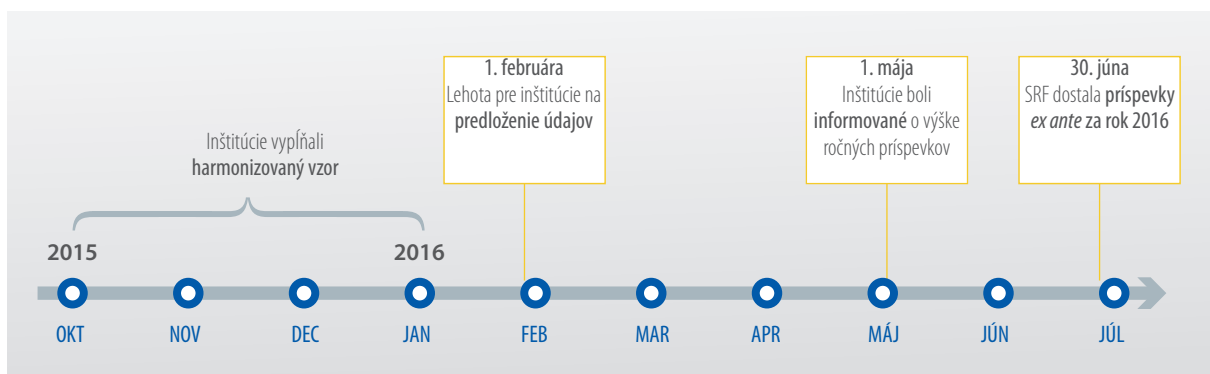 1. februára
Lehota pre inštitúcie na
predloženie údajov
1. mája
Inštitúcie boli
informované o výške
ročných príspevkov
30. júna
SRF dostala príspevky
ex ante za rok 2016
Inštitúcie vypĺňali
harmonizovaný vzor
2015
2016
OKT
NOV
DEC
JAN
FEB
MAR
APR
MÁJ
JÚN
JÚL